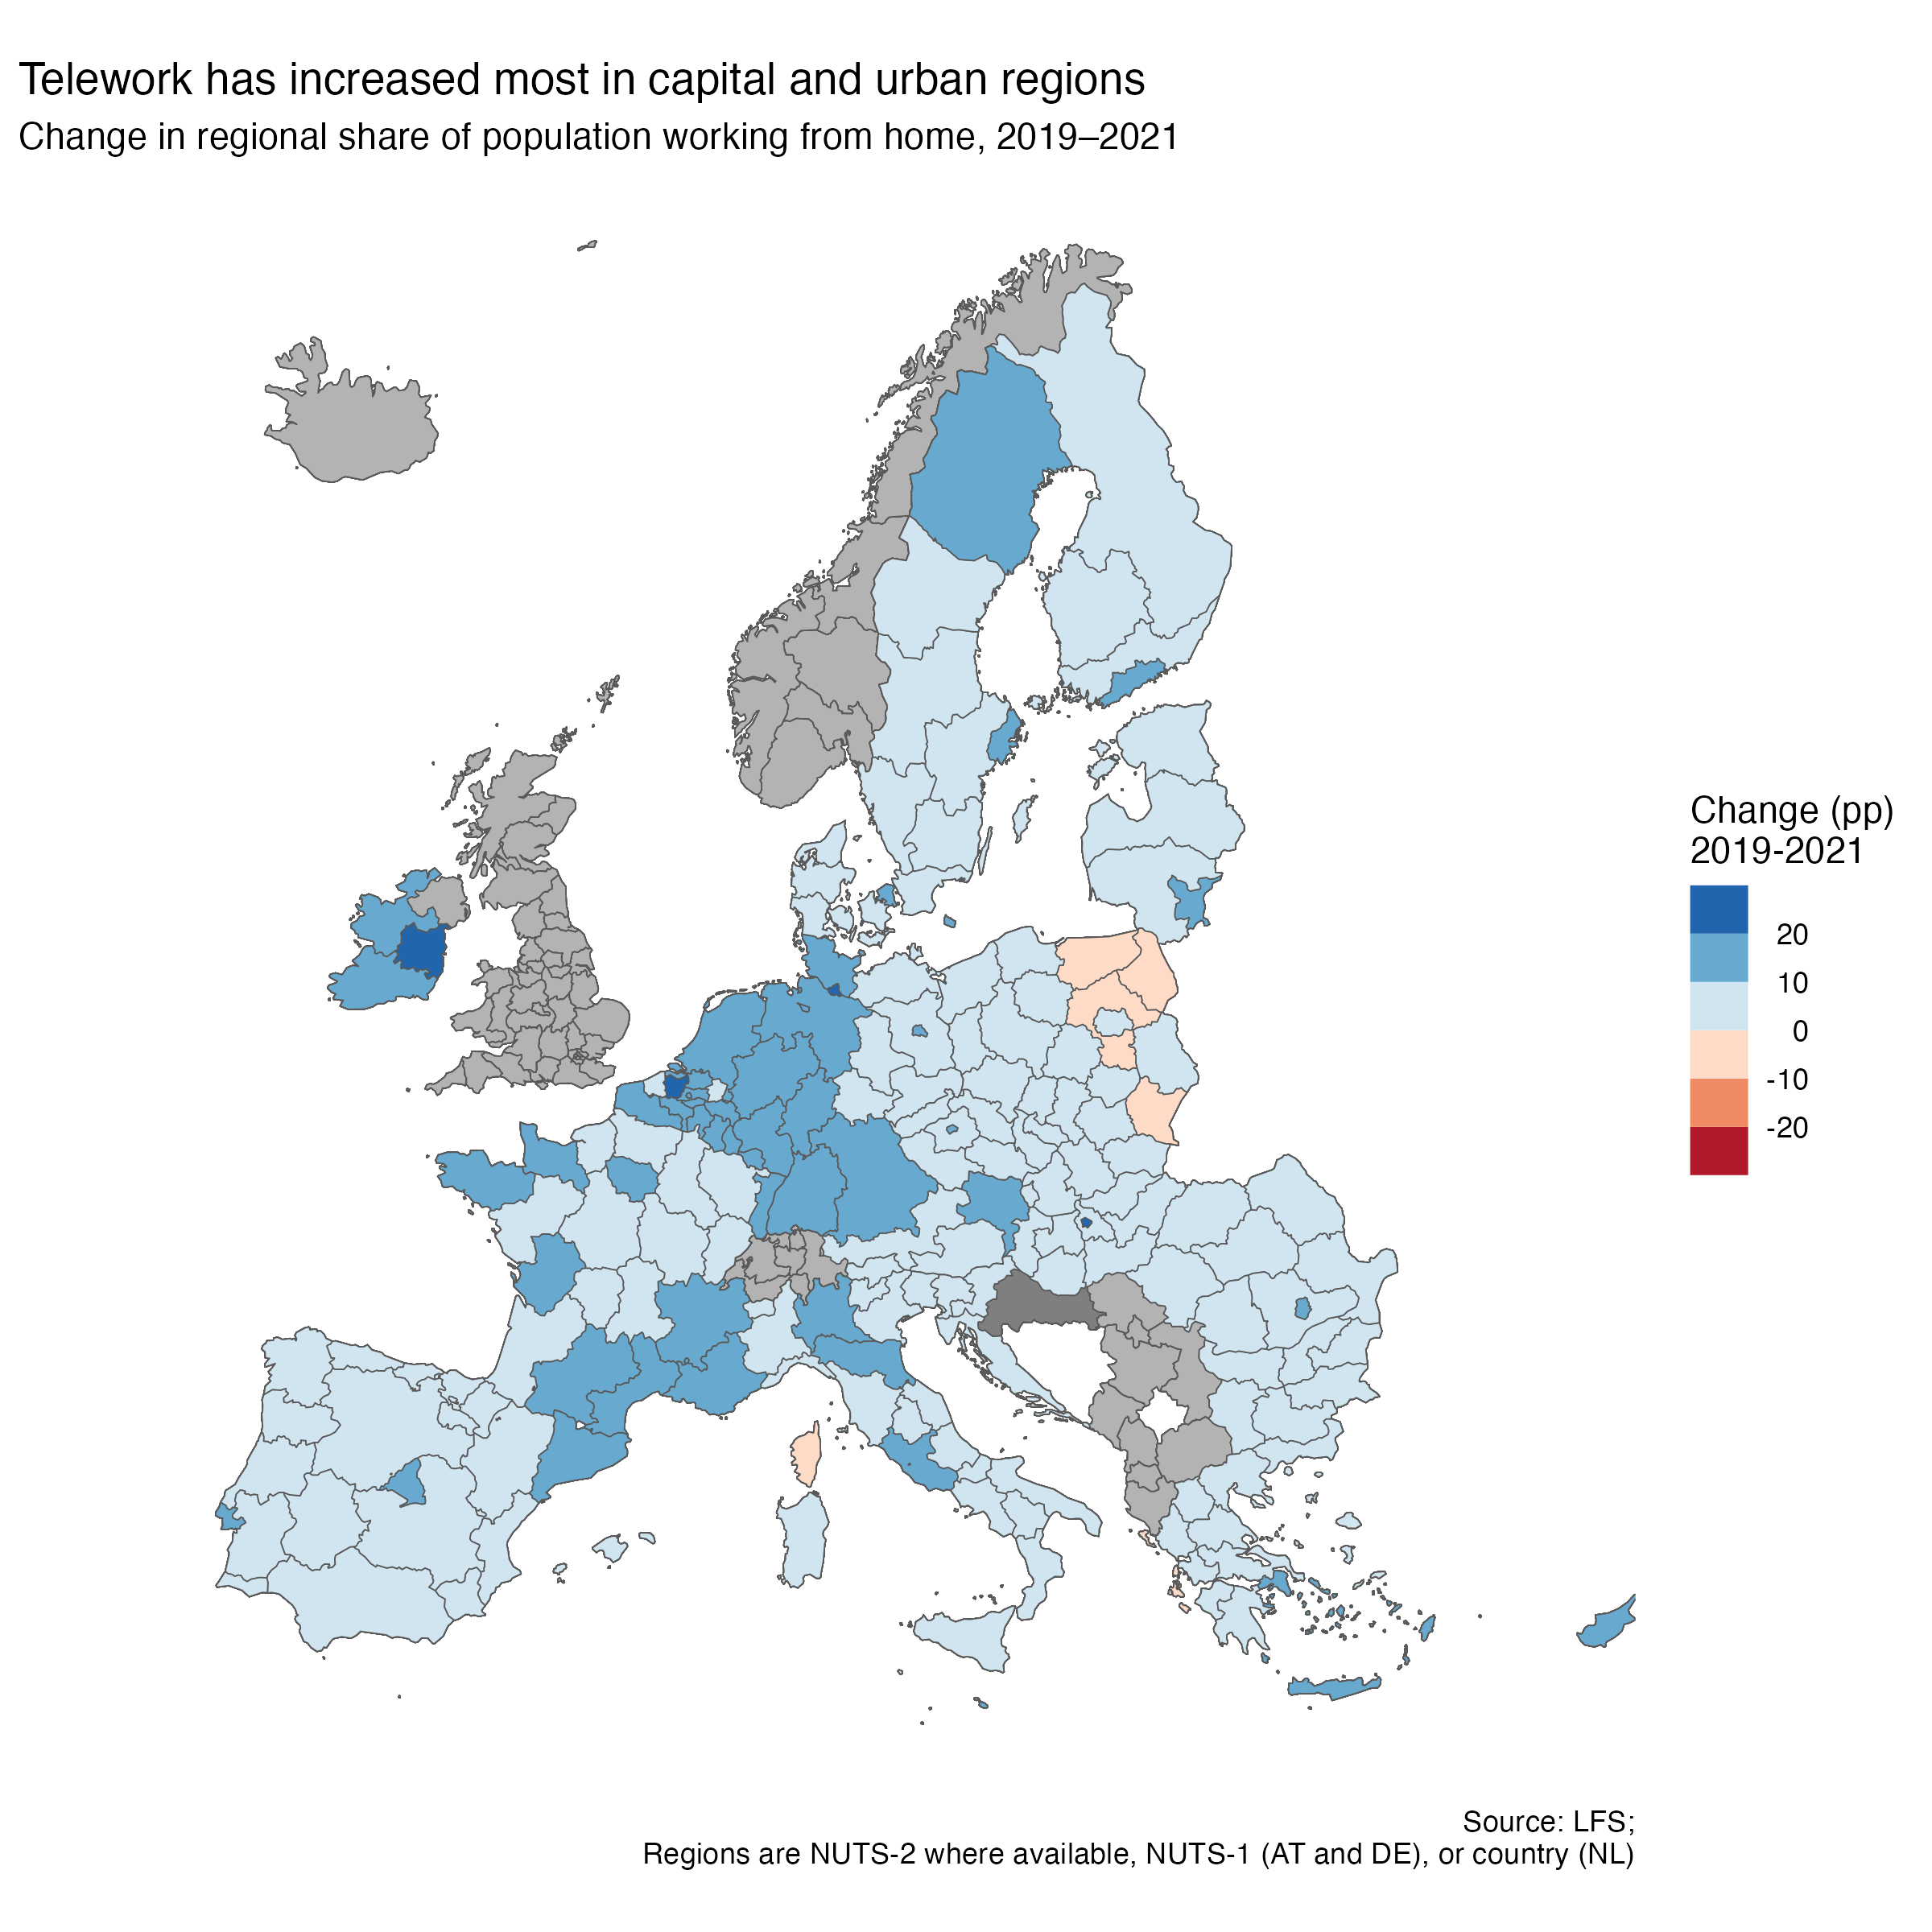 Telework has increased most in capital and urban regions
Change in regional share of population working from home, 2019–2021
Change (pp)
2019-2021
20
10
0
-10
-20
Source: LFS;
Regions are NUTS-2 where available, NUTS-1 (AT and DE), or country (NL)